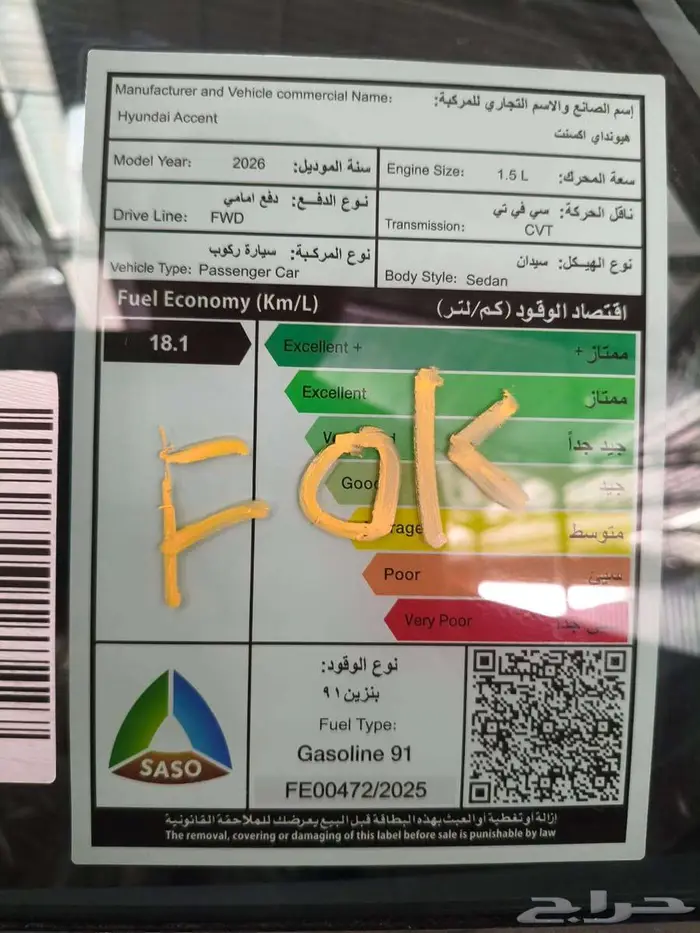 Manufacturer and Vehicle commercial Name: إسم الصانع والاسم التجاري للمركبة:
Hyundai Accent هيونداي اكسنت
Model Year: 2026 سنة الموديل:
Engine Size: 1.5 L سعة المحرك:
نوع الدفع: دفع امامي
Drive Line: FWD
ناقل الحركة: سي في تي
Transmission: CVT
نوع المركبة: سيارة ركوب
Vehicle Type: Passenger Car
نوع الهيكل: سيدان
Body Style: Sedan
Fuel Economy (Km/L) اقتصاد الوقود (كم/لتر)
18.1
Excellent + ممتاز +
Excellent ممتاز
جيد جداً
Good جيد
متوسط
Poor سيئ
Very Poor
F OK
SASO
نوع الوقود:
بنزين ٩١
Fuel Type:
Gasoline 91
FE00472/2025
إزالة أو تغطية أو العبث بهذه البطاقة قبل البيع يعرضك للملاحقة القانونية
The removal, covering or damaging of this label before sale is punishable by law
حراج